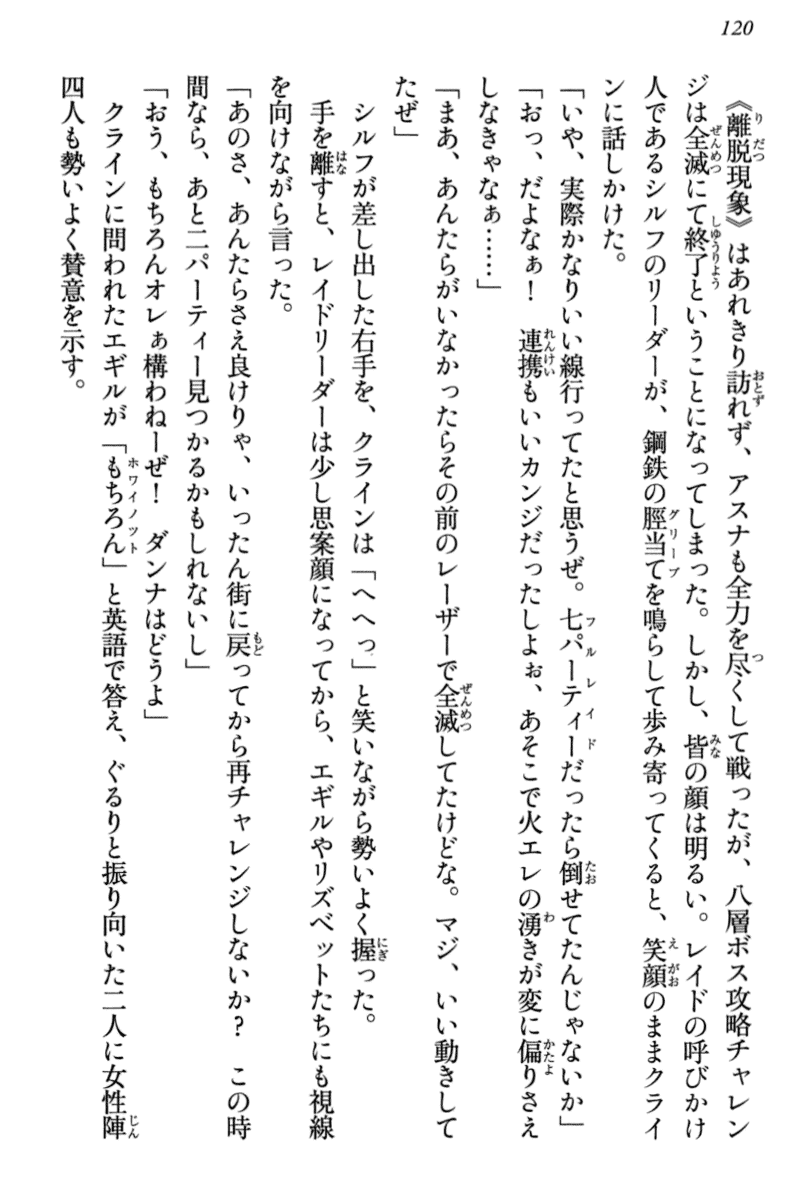 120
《離脱現象》はあれきり訪れず、アスナも全力を尽くして戦ったが、八層ボス攻略チャレン
ジは全滅にて終了ということになってしまった。しかし、皆の顔は明るい。レイドの呼びかけ
人であるシルフのリーダーが、鋼鉄の脛当てを鳴らして歩み寄ってくると、笑顔のままクライ
ンに話しかけた。
「いや、実際かなりいい線行ってたと思うぜ。七パーティーだったら倒せてたんじゃないか」
「おっ、だよなぁ！　連携もいいカンジだったしよぉ、あそこで火エレの湧きが変に偏りさえ
しなきゃなぁ……」
「まあ、あんたらがいなかったらその前のレーザーで全滅してたけどな。マジ、いい動きして
たぜ」
シルフが差し出した右手を、クラインは「へへっ」と笑いながら勢いよく握った。
手を離すと、レイドリーダーは少し思案顔になってから、エギルやリズベットたちにも視線
を向けながら言った。
「あのさ、あんたらさえ良けりゃ、いったん街に戻ってから再チャレンジしないか？　この時
間なら、あと二パーティー見つかるかもしれないし」
「おう、もちろんオレぁ構わねーぜ！　ダンナはどうよ」
クラインに問われたエギルが「もちろん」と英語で答え、ぐるりと振り向いた二人に女性陣
四人も勢いよく賛意を示す。